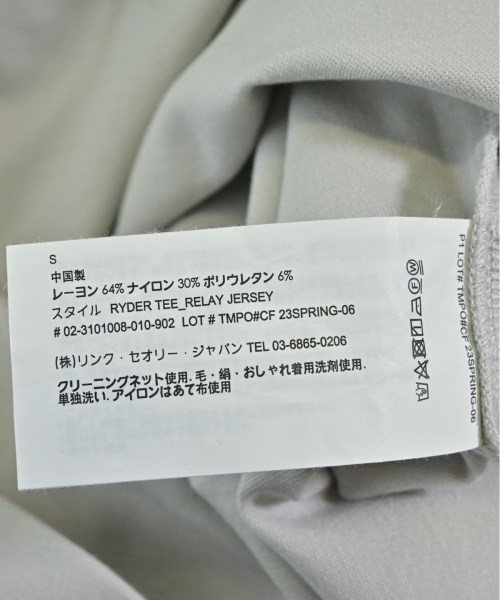 S
中国製
レーヨン 64% ナイロン 30% ポリウレタン 6%
スタイル RYDER TEE_RELAY JERSEY
# 02-3101008-010-902 LOT # TMPO#CF 23SPRING-06
(株)リンク・セオリー・ジャパン TEL 03-6865-0206
クリーニングネット使用. 毛・絹・おしゃれ着用洗剤使用.
単独洗い. アイロンはあて布使用
P1 LOT# TMPO#CF 23SPRING-06